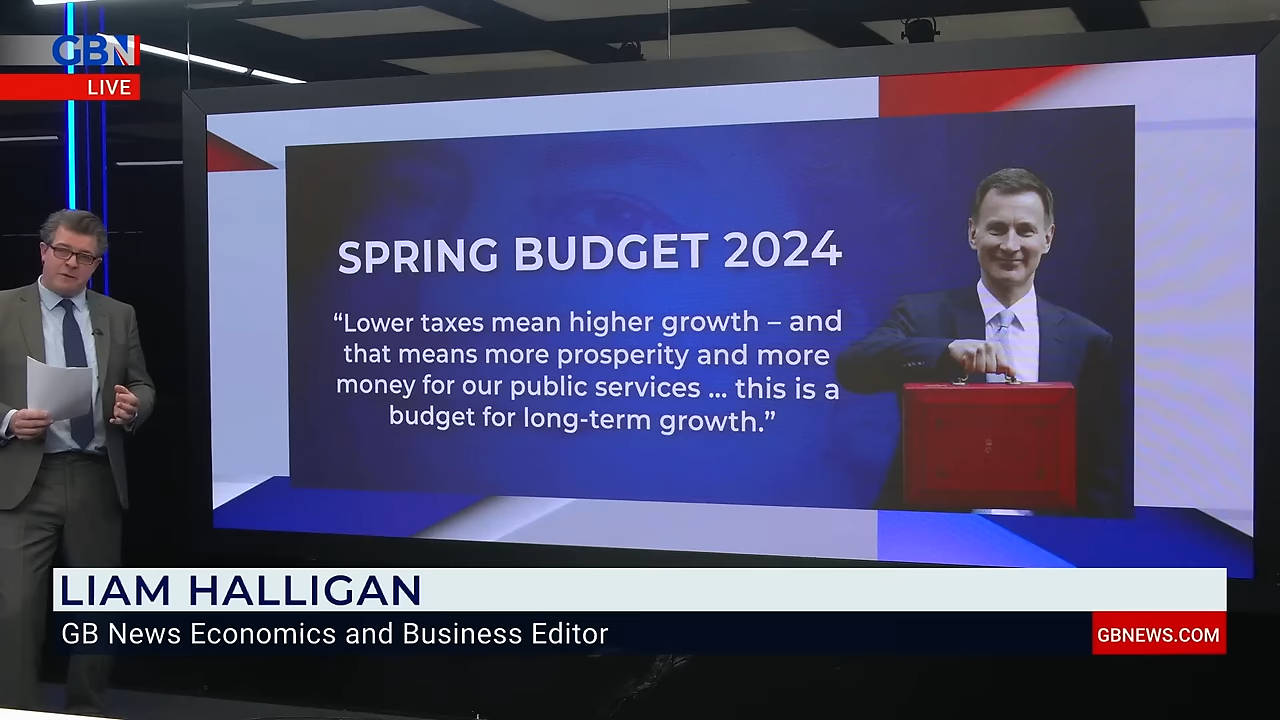 GBN
LIVE
SPRING BUDGET 2024
“Lower taxes mean higher growth – and
that means more prosperity and more
money for our public services ... this is a
budget for long-term growth.”
LIAM HALLIGAN
GB News Economics and Business Editor
GBNEWS.COM